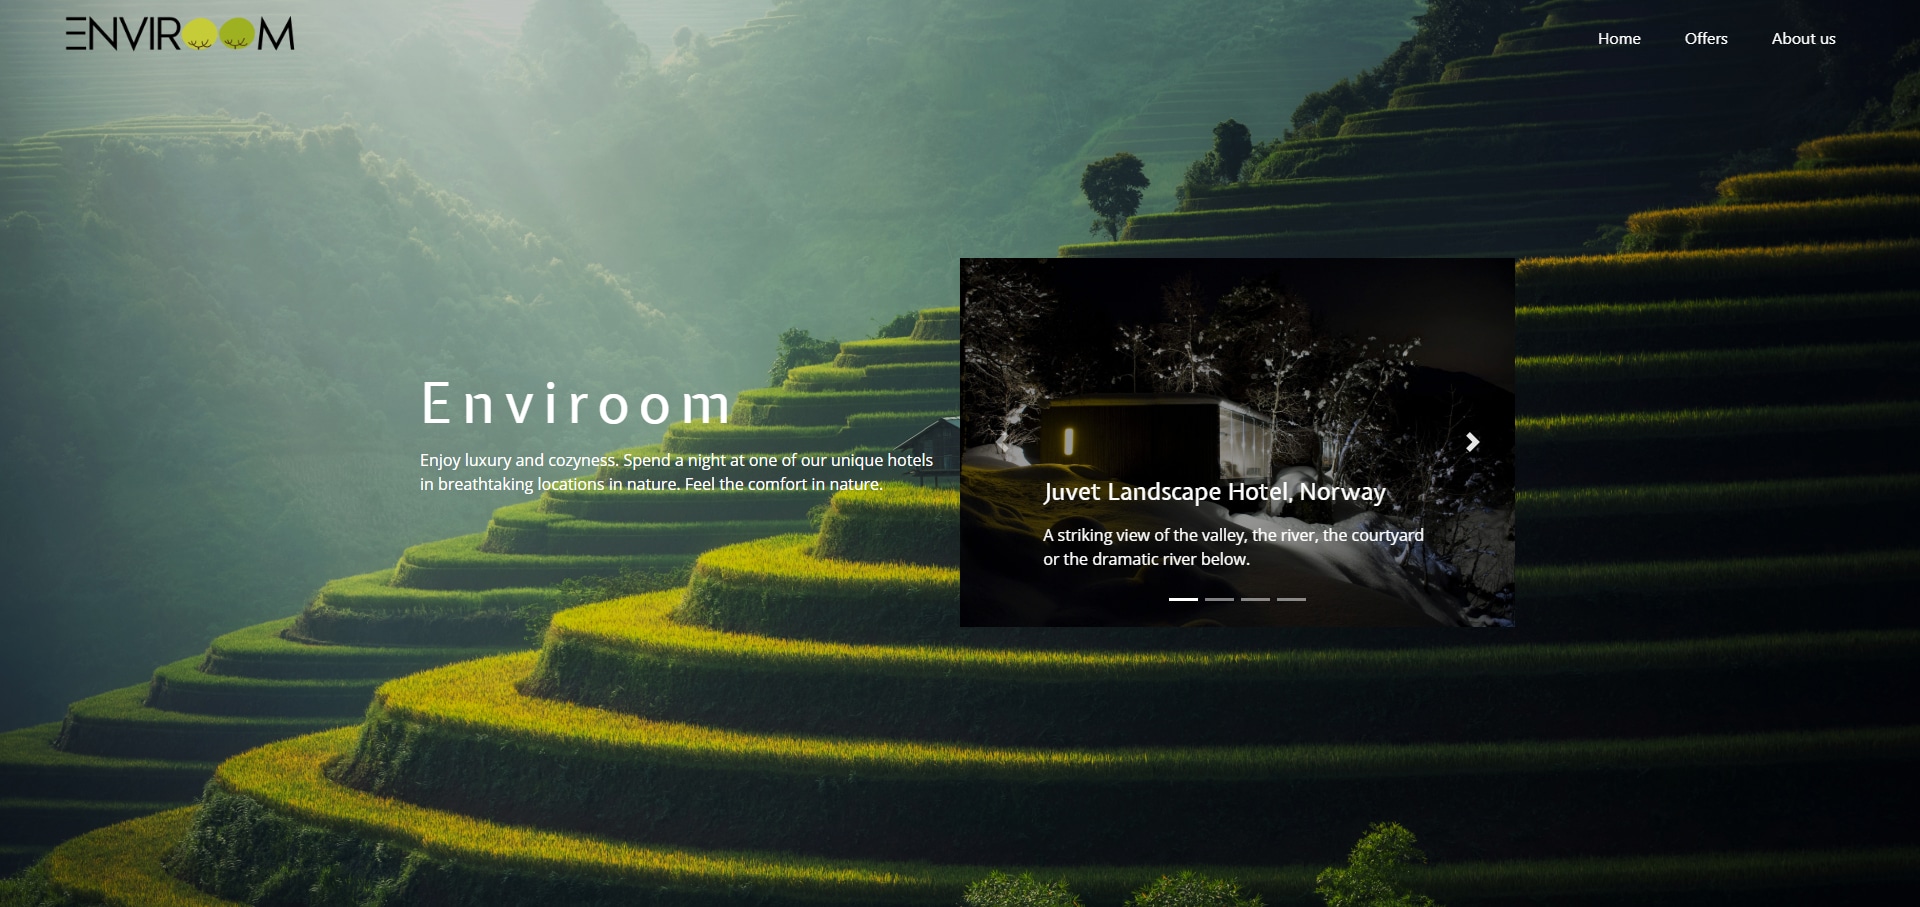 ENVIROOM
Home Offers About us
Enviroom
Enjoy luxury and cozyness. Spend a night at one of our unique hotels
in breathtaking locations in nature. Feel the comfort in nature.
Juvet Landscape Hotel, Norway
A striking view of the valley, the river, the courtyard
or the dramatic river below.